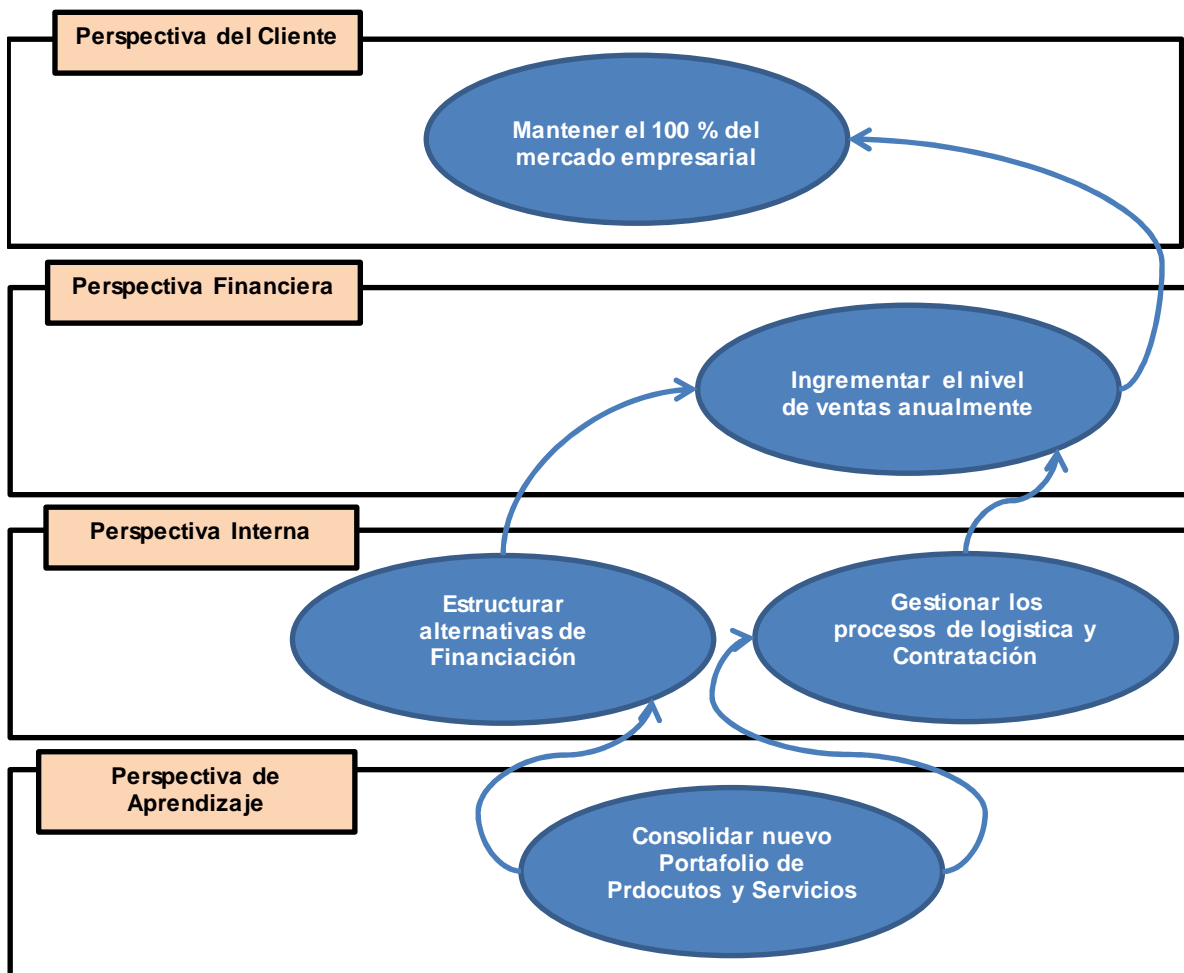 Perspectiva del Cliente
Mantener el 100 % del
mercado empresarial
Perspectiva Financiera
Ingrementar el nivel
de ventas anualmente
Perspectiva Interna
Estructurar
alternativas de
Financiación
Gestionar los
procesos de logistica y
Contratación
Perspectiva de
Aprendizaje
Consolidar nuevo
Portafolio de
Prdocutos y Servicios